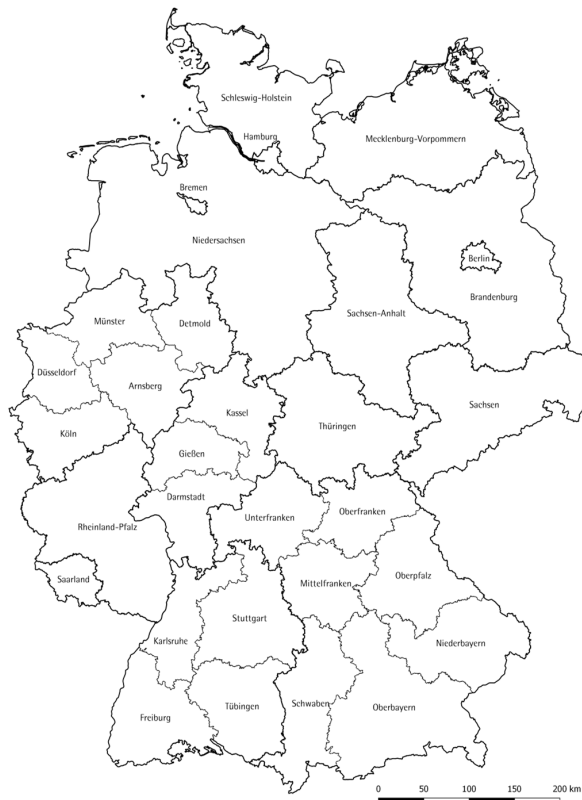 Schleswig-Holstein
Hamburg
Mecklenburg-Vorpommern
Bremen
Niedersachsen
Berlin
Brandenburg
Sachsen-Anhalt
Münster
Detmold
Düsseldorf
Arnsberg
Kassel
Sachsen
Thüringen
Köln
Gießen
Darmstadt
Rheinland-Pfalz
Unterfranken
Oberfranken
Saarland
Mittelfranken
Oberpfalz
Stuttgart
Karlsruhe
Niederbayern
Freiburg
Tübingen
Schwaben
Oberbayern
0 50 100 150 200 km